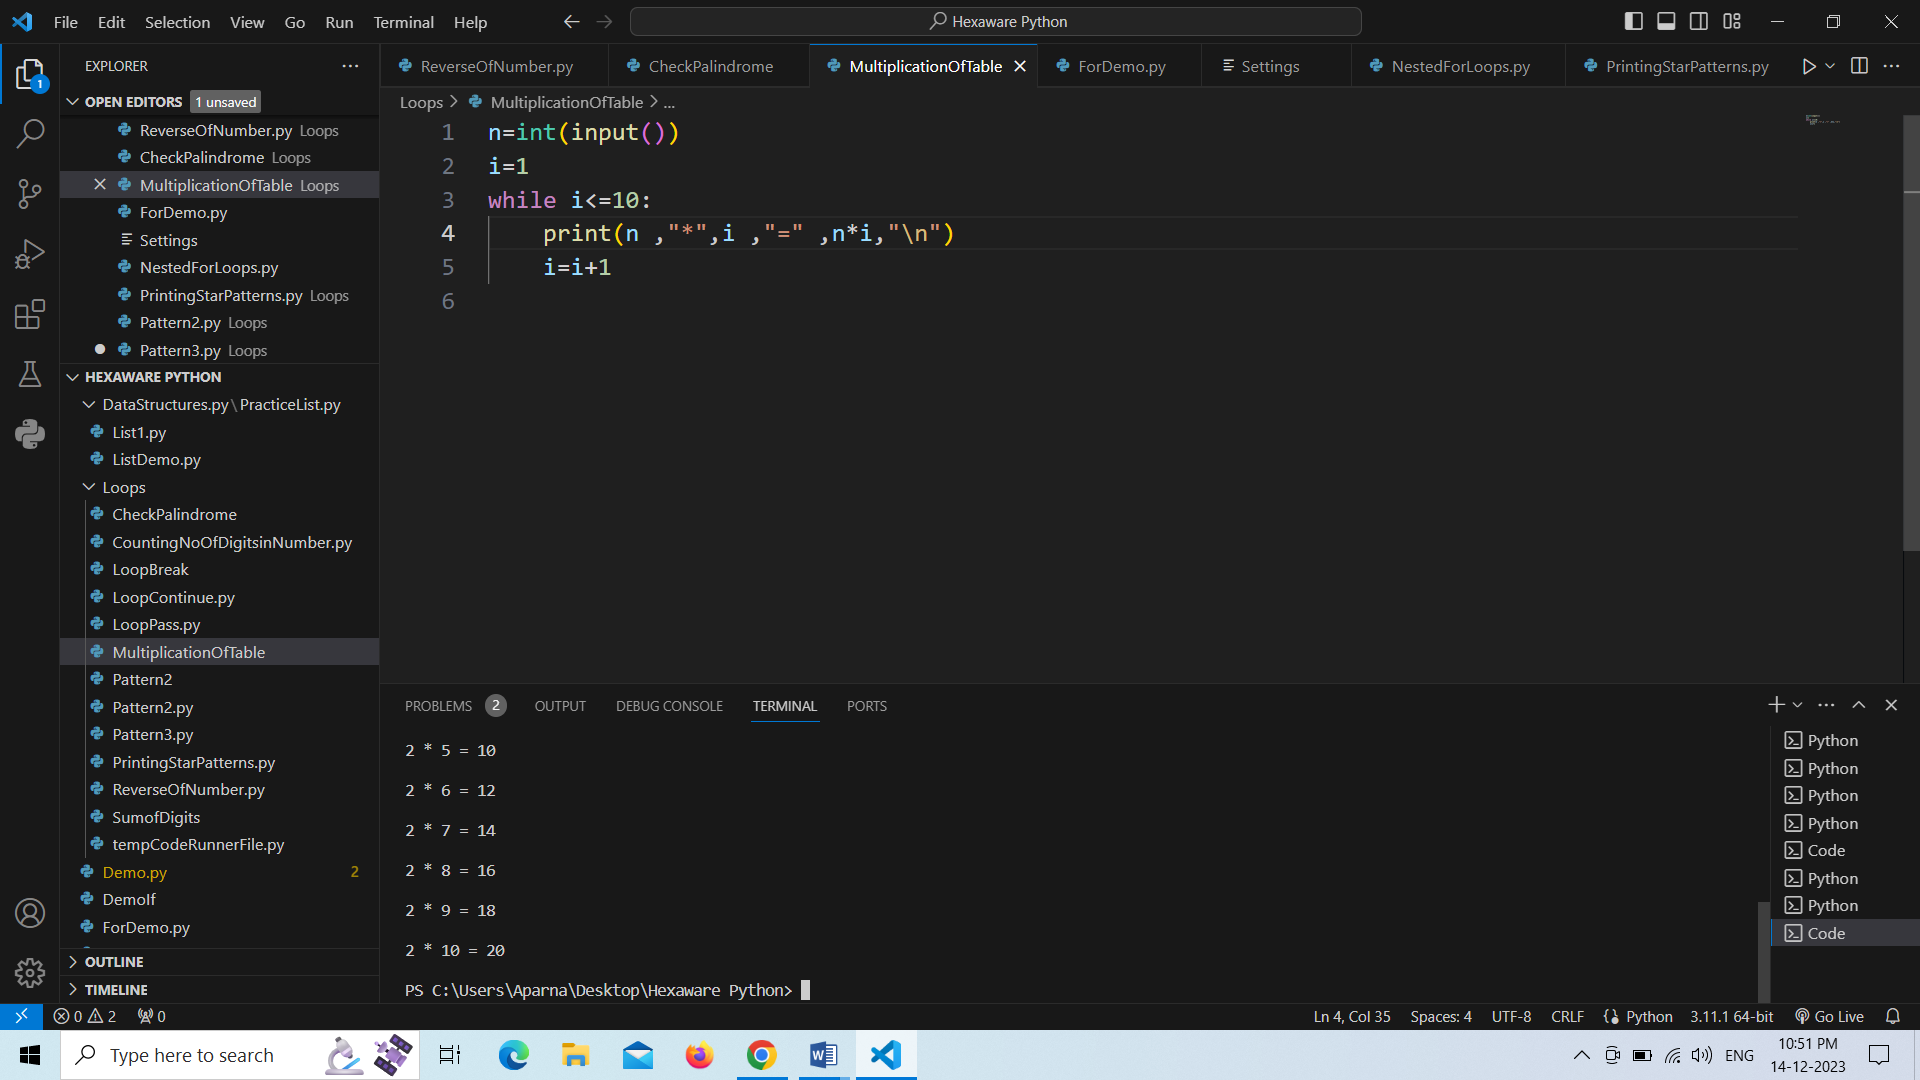 File Edit Selection View Go Run Terminal Help
Hexaware Python
EXPLORER
ReverseOfNumber.py CheckPalindrome MultiplicationOfTable ForDemo.py Settings NestedForLoops.py PrintingStarPatterns.py
1
OPEN EDITORS 1 unsaved
ReverseOfNumber.py Loops
CheckPalindrome Loops
MultiplicationOfTable Loops
ForDemo.py
Settings
NestedForLoops.py
PrintingStarPatterns.py Loops
Pattern2.py Loops
Pattern3.py Loops
HEXAWARE PYTHON
DataStructures.py\PracticeList.py
List1.py
ListDemo.py
Loops
CheckPalindrome
CountingNoOfDigitsinNumber.py
LoopBreak
LoopContinue.py
LoopPass.py
MultiplicationOfTable
Pattern2
Pattern2.py
Pattern3.py
PrintingStarPatterns.py
ReverseOfNumber.py
SumofDigits
tempCodeRunnerFile.py
Demo.py 2
DemoIf
ForDemo.py
OUTLINE
TIMELINE
Loops > MultiplicationOfTable > ...
1 n=int(input())
2 i=1
3 while i<=10:
4 print(n ,"*",i ,"=" ,n*i,"\n")
5 i=i+1
6
PROBLEMS 2 OUTPUT DEBUG CONSOLE TERMINAL PORTS
2 * 5 = 10
2 * 6 = 12
2 * 7 = 14
2 * 8 = 16
2 * 9 = 18
2 * 10 = 20
PS C:\Users\Aparna\Desktop\Hexaware Python>
Python
Python
Python
Python
Code
Python
Python
Code
0 2 0
Ln 4, Col 35 Spaces: 4 UTF-8 CRLF Python 3.11.1 64-bit Go Live
Type here to search
ENG
10:51 PM
14-12-2023